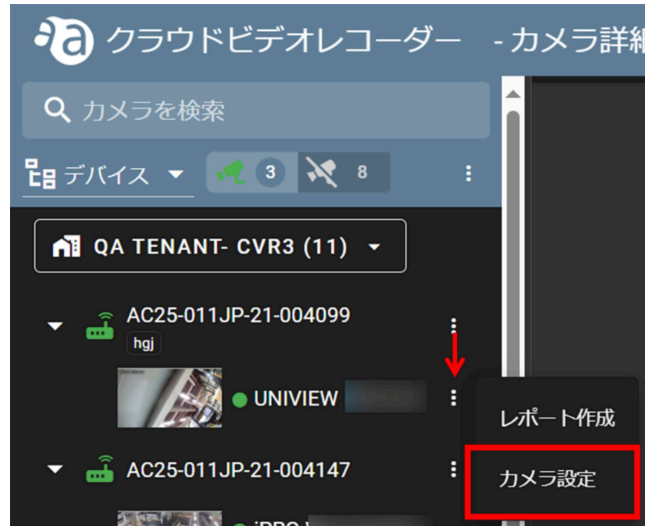 クラウドビデオレコーダー - カメラ詳細
カメラを検索
デバイス 3 8
QA TENANT- CVR3 (11)
AC25-011JP-21-004099
hgj
UNIVIEW
レポート作成
AC25-011JP-21-004147
カメラ設定